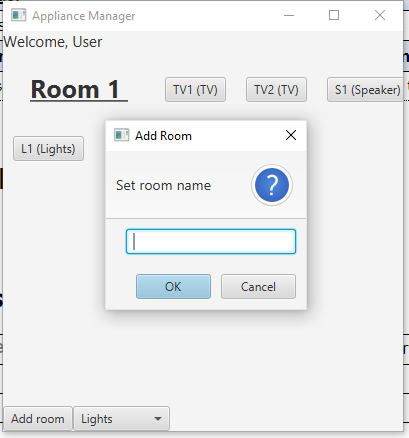 Appliance Manager
Welcome, User
Room 1
TV1 (TV)
TV2 (TV)
S1 (Speaker)
L1 (Lights)
Add Room
Set room name
?
OK
Cancel
Add room
Lights